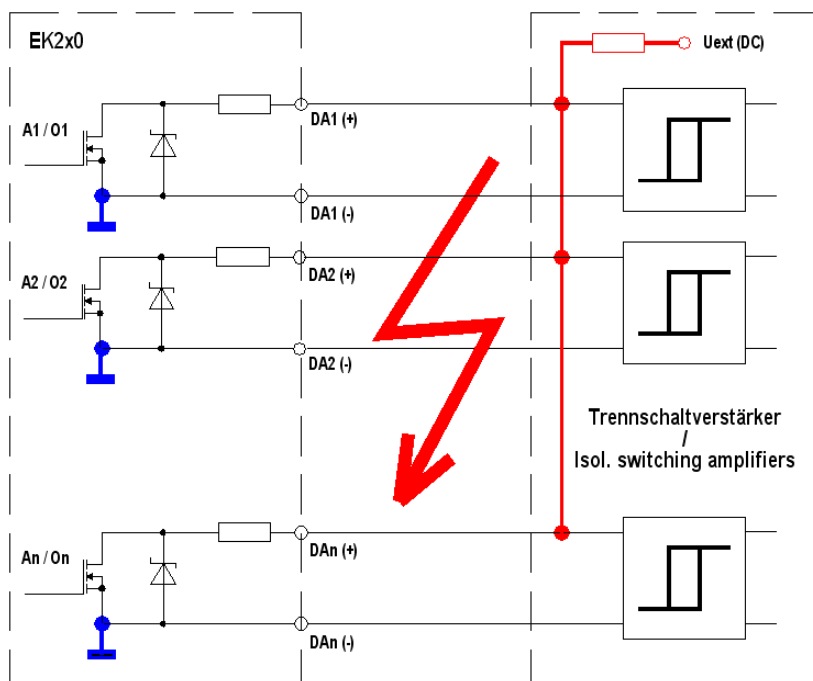 EK2x0
Uext (DC)
A1 / O1
DA1 (+)
DA1 (-)
A2 / O2
DA2 (+)
DA2 (-)
Trennschaltverstärker
/
Isol. switching amplifiers
An / On
DAn (+)
DAn (-)